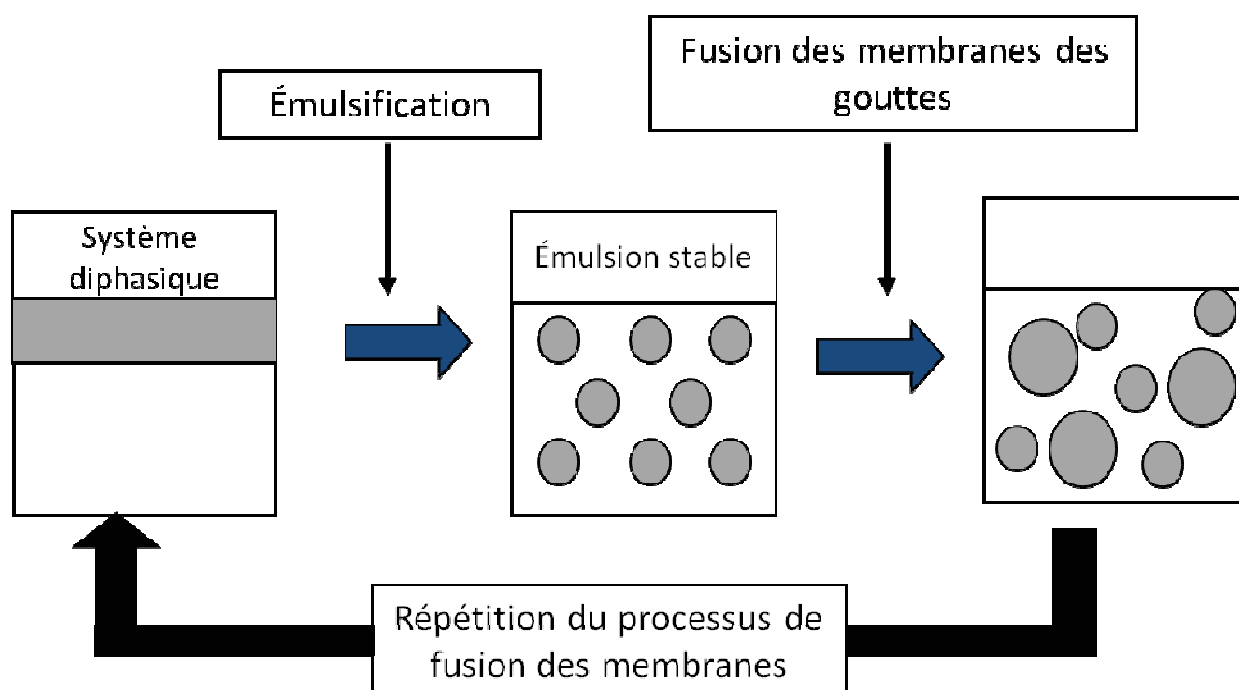 Émulsification
Fusion des membranes des
gouttes
Système
diphasique
Émulsion stable
Répétition du processus de
fusion des membranes